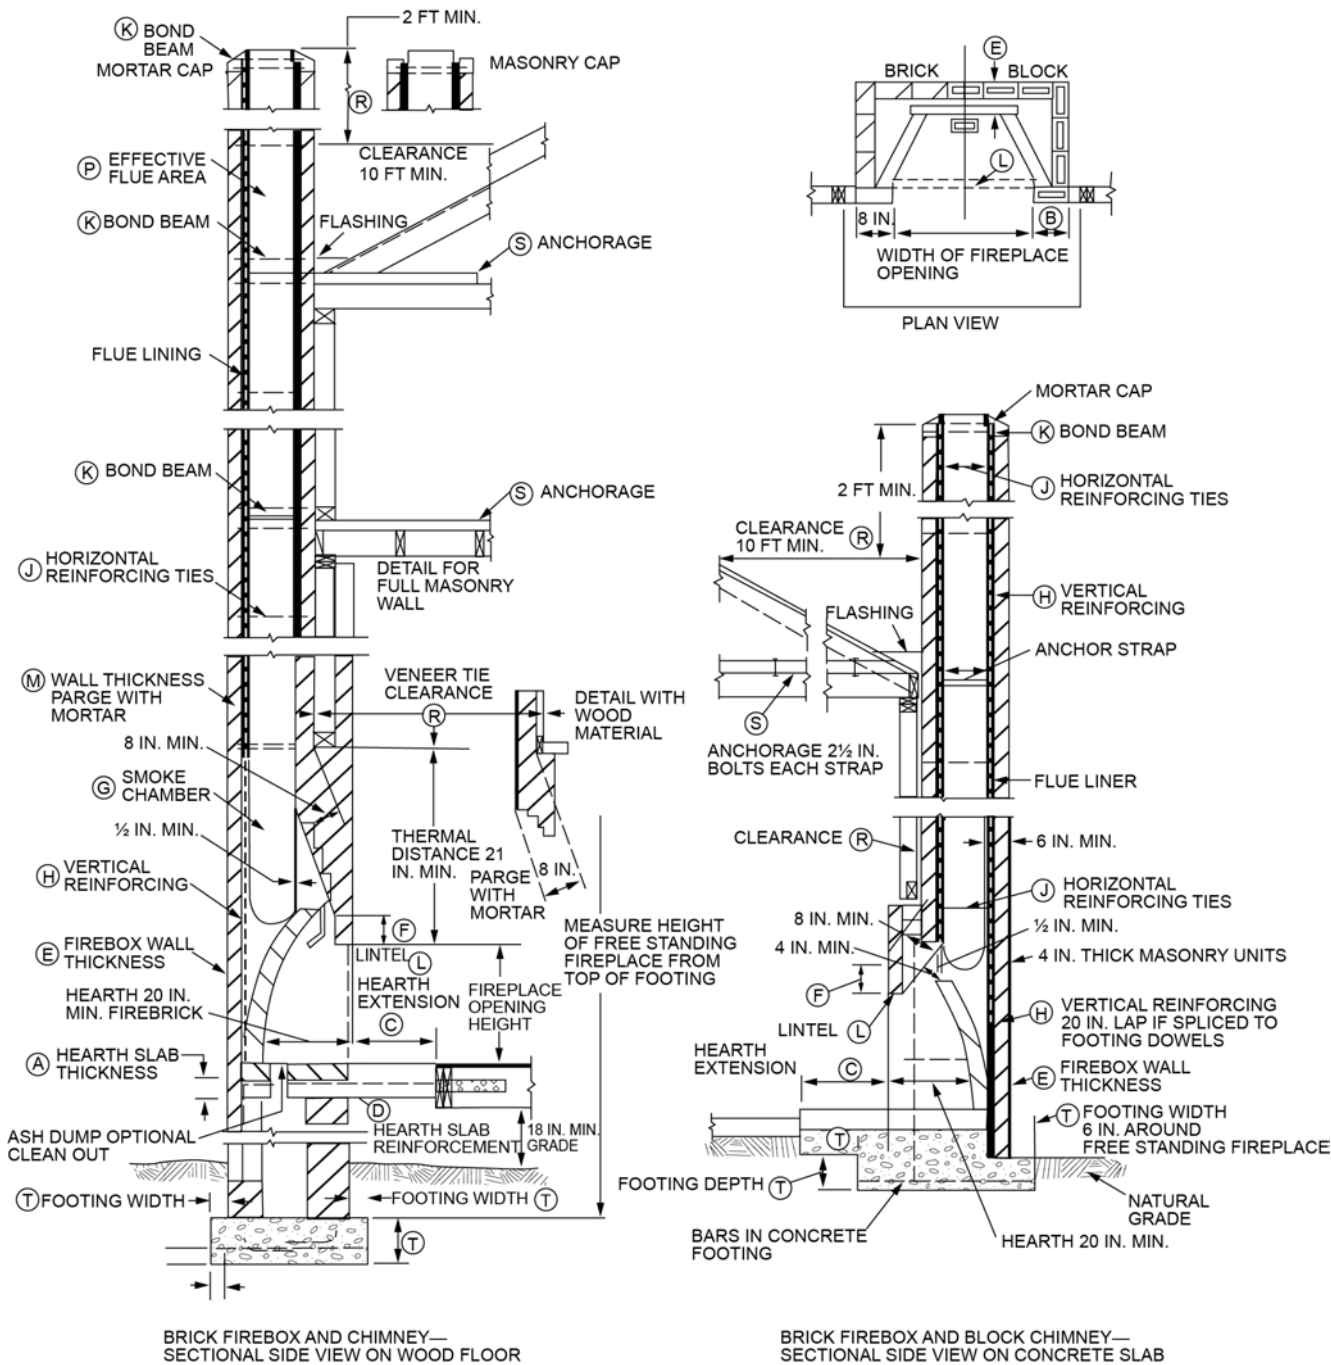 2 FT MIN.
K BOND
BEAM
MORTAR CAP
MASONRY CAP
R
CLEARANCE
10 FT MIN.
P EFFECTIVE
FLUE AREA
K BOND BEAM
FLASHING
S ANCHORAGE
FLUE LINING
K BOND BEAM
S ANCHORAGE
J HORIZONTAL
REINFORCING TIES
DETAIL FOR
FULL MASONRY
WALL
M WALL THICKNESS
PARGE WITH
MORTAR
VENEER TIE
CLEARANCE
R
DETAIL WITH
WOOD
MATERIAL
8 IN. MIN.
G SMOKE
CHAMBER
½ IN. MIN.
THERMAL
DISTANCE 21
IN. MIN.
8 IN.
PARGE
WITH
MORTAR
H VERTICAL
REINFORCING
F
LINTEL L
MEASURE HEIGHT
OF FREE STANDING
FIREPLACE FROM
TOP OF FOOTING
E FIREBOX WALL
THICKNESS
HEARTH 20 IN.
MIN. FIREBRICK
HEARTH
EXTENSION
C
FIREPLACE
OPENING
HEIGHT
A HEARTH SLAB
THICKNESS
D
HEARTH SLAB
REINFORCEMENT
18 IN. MIN.
GRADE
ASH DUMP OPTIONAL
CLEAN OUT
T FOOTING WIDTH
FOOTING WIDTH T
T
BRICK FIREBOX AND CHIMNEY—
SECTIONAL SIDE VIEW ON WOOD FLOOR
E
BRICK BLOCK
L
8 IN.
B
WIDTH OF FIREPLACE
OPENING
PLAN VIEW
MORTAR CAP
K BOND BEAM
2 FT MIN.
J HORIZONTAL
REINFORCING TIES
CLEARANCE
10 FT MIN. R
H VERTICAL
REINFORCING
FLASHING
ANCHOR STRAP
S
ANCHORAGE 2½ IN.
BOLTS EACH STRAP
FLUE LINER
CLEARANCE R
6 IN. MIN.
J HORIZONTAL
REINFORCING TIES
8 IN. MIN.
½ IN. MIN.
4 IN. MIN.
4 IN. THICK MASONRY UNITS
F
LINTEL L
H VERTICAL REINFORCING
20 IN. LAP IF SPLICED TO
FOOTING DOWELS
HEARTH
EXTENSION
C
E FIREBOX WALL
THICKNESS
T FOOTING WIDTH
6 IN. AROUND
FREE STANDING FIREPLACE
T
FOOTING DEPTH T
NATURAL
GRADE
BARS IN CONCRETE
FOOTING
HEARTH 20 IN. MIN.
BRICK FIREBOX AND BLOCK CHIMNEY—
SECTIONAL SIDE VIEW ON CONCRETE SLAB